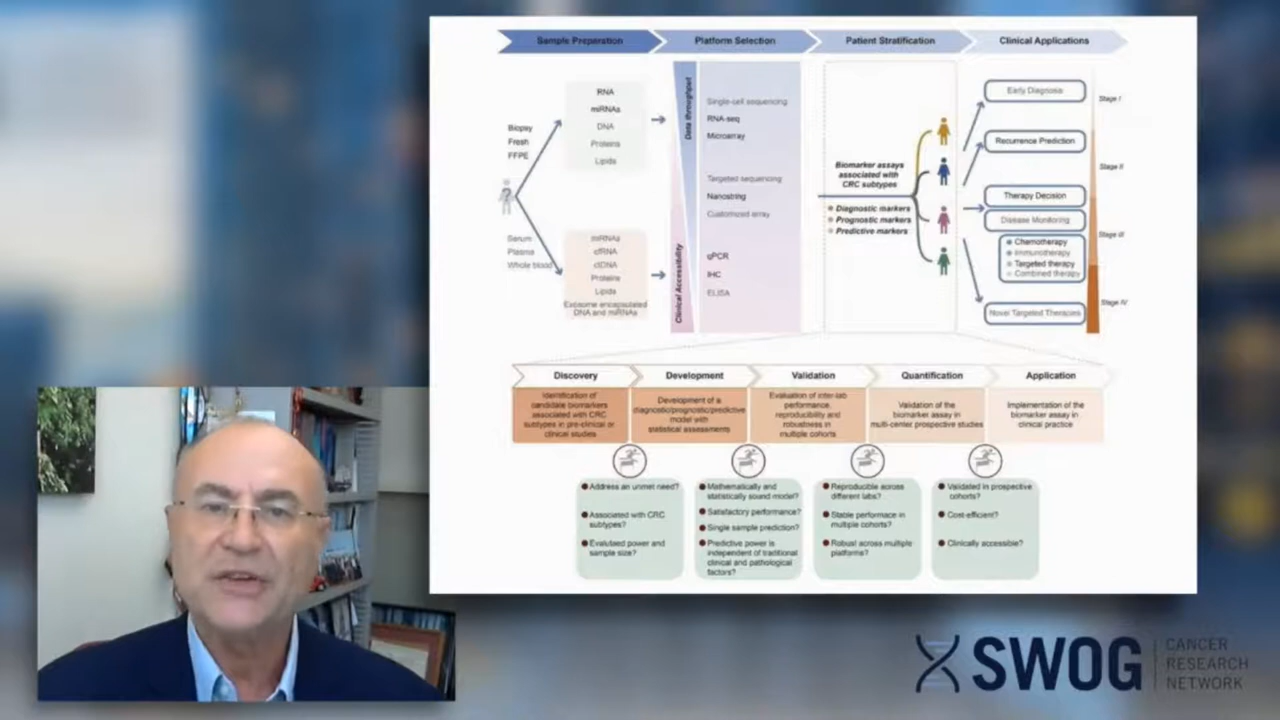 Sample Preparation
Platform Selection
Patient Stratification
Clinical Applications
Biopsy
Fresh
FFPE
RNA
miRNAs
DNA
Proteins
Lipids
Serum
Plasma
Whole blood
miRNAs
cfRNA
ctDNA
Proteins
Lipids
Exosome encapsulated
DNA and miRNAs
Data throughput
Clinical Accessibility
Single-cell sequencing
RNA-seq
Microarray
Targeted sequencing
Nanostring
Customized array
qPCR
IHC
ELISA
Biomarker assays
associated with
CRC subtypes
Diagnostic markers
Prognostic markers
Predictive markers
Early Diagnosis
Recurrence Prediction
Therapy Decision
Disease Monitoring
Chemotherapy
Immunotherapy
Targeted therapy
Combined therapy
Novel Targeted Therapies
Stage I
Stage II
Stage III
Stage IV
Discovery
Development
Validation
Quantification
Application
Identification of
candidate biomarkers
associated with CRC
subtypes in pre-clinical or
clinical studies
Development of a
diagnostic/prognostic/predictive
model with
statistical assessments
Evaluation of inter-lab
performance,
reproducibility and
robustness in
multiple cohorts
Validation of the
biomarker assay in
multi-center prospective studies
Implementation of the
biomarker assay in
clinical practice
Address an unmet need?
Associated with CRC
subtypes?
Evalutaed power and
sample size?
Mathematically and
statistically sound model?
Satisfactory performance?
Single sample prediction?
Predictive power is
independent of traditional
clinical and pathological
factors?
Reproducible across
different labs?
Stable performace in
multiple cohorts?
Robust across multiple
platforms?
Validated in prospective
cohorts?
Cost-efficient?
Clinically accessible?
SWOG
CANCER
RESEARCH
NETWORK